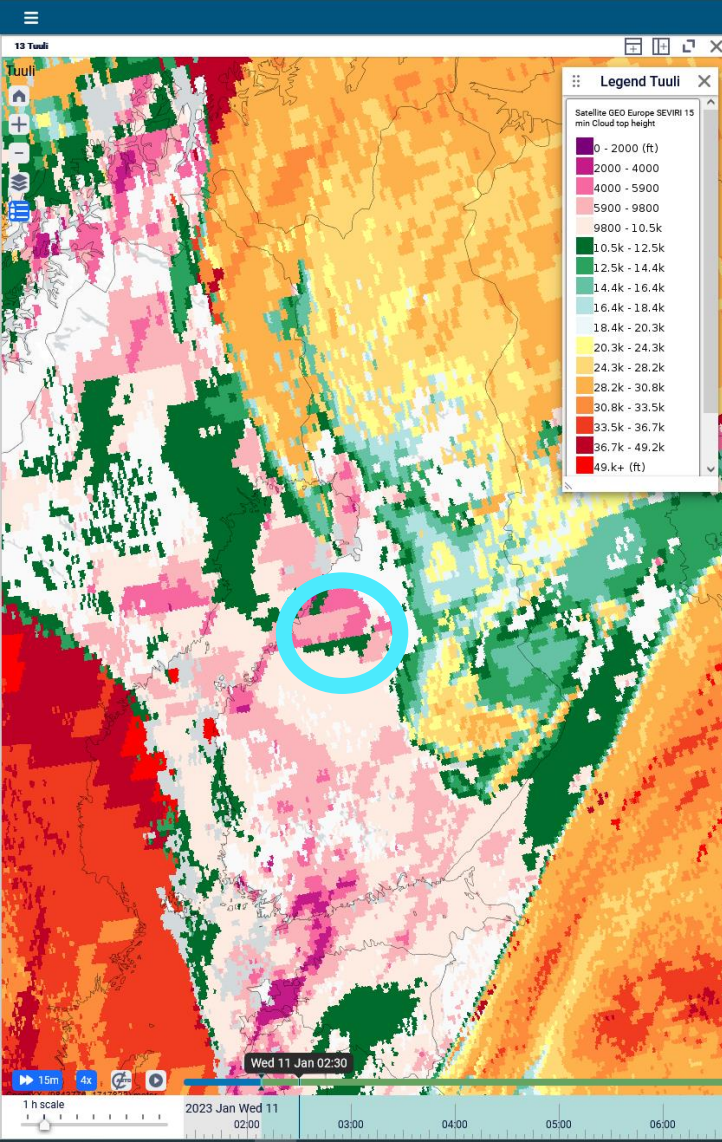 13 Tuuli
Tuuli
Legend Tuuli
Satellite GEO Europe SEVIRI 15
min Cloud top height
0 - 2000 (ft)
2000 - 4000
4000 - 5900
5900 - 9800
9800 - 10.5k
10.5k - 12.5k
12.5k - 14.4k
14.4k - 16.4k
16.4k - 18.4k
18.4k - 20.3k
20.3k - 24.3k
24.3k - 28.2k
28.2k - 30.8k
30.8k - 33.5k
33.5k - 36.7k
36.7k - 49.2k
49.k+ (ft)
Wed 11 Jan 02:30
15m
4x
1 h scale
2023 Jan Wed 11
02:00
03:00
04:00
05:00
06:00